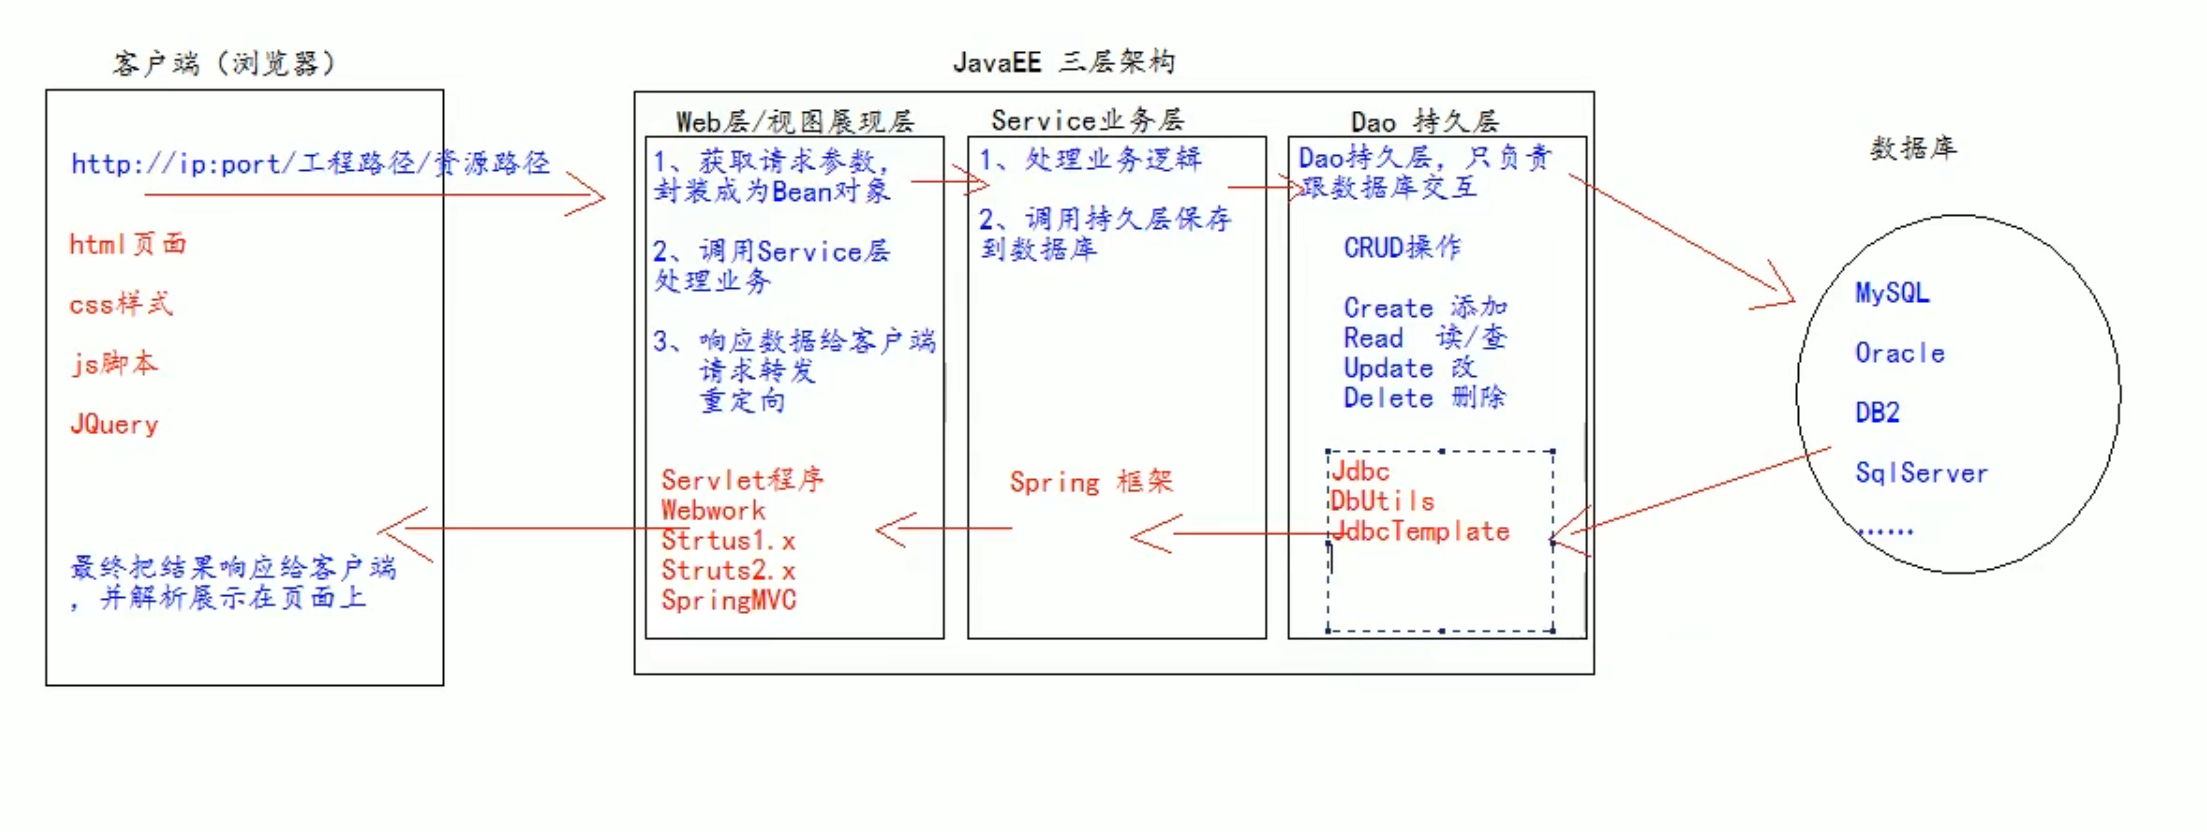 客户端（浏览器）
http://ip:port/工程路径/资源路径
html页面
css样式
js脚本
JQuery
最终把结果响应给客户端
，并解析展示在页面上
JavaEE 三层架构
Web层/视图展现层
1、获取请求参数，
封装成为Bean对象
2、调用Service层
处理业务
3、响应数据给客户端
请求转发
重定向
Servlet程序
Webwork
Strtus1.x
Struts2.x
SpringMVC
Service业务层
1、处理业务逻辑
2、调用持久层保存
到数据库
Spring 框架
Dao 持久层
Dao持久层，只负责
跟数据库交互
CRUD操作
Create 添加
Read 读/查
Update 改
Delete 删除
Jdbc
DbUtils
JdbcTemplate
数据库
MySQL
Oracle
DB2
SqlServer
......